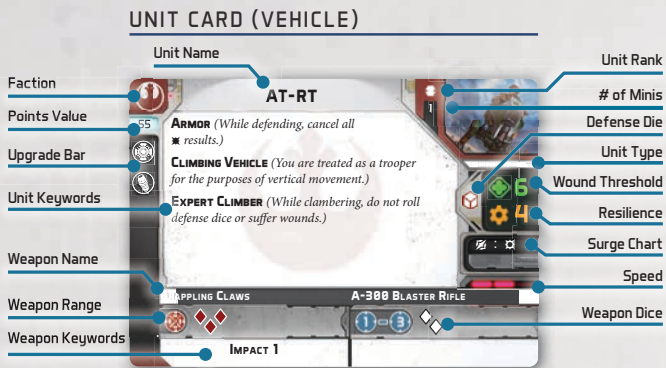 UNIT CARD (VEHICLE)
Unit Name
Faction
Points Value
Upgrade Bar
Unit Keywords
Weapon Name
Weapon Range
Weapon Keywords
AT-RT
55
1
ARMOR (While defending, cancel all
results.)
CLIMBING VEHICLE (You are treated as a trooper
for the purposes of vertical movement.)
EXPERT CLIMBER (While clambering, do not roll
defense dice or suffer wounds.)
6
4
:
APPLING CLAWS
A-300 BLASTER RIFLE
1 - 3
IMPACT 1
Unit Rank
# of Minis
Defense Die
Unit Type
Wound Threshold
Resilience
Surge Chart
Speed
Weapon Dice